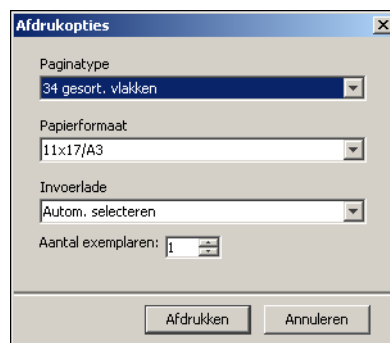 Afdrukopties
Paginatype
34 gesort. vlakken
Papierformaat
11x17/A3
Invoerlade
Autom. selecteren
Aantal exemplaren: 1
Afdrukken Annuleren